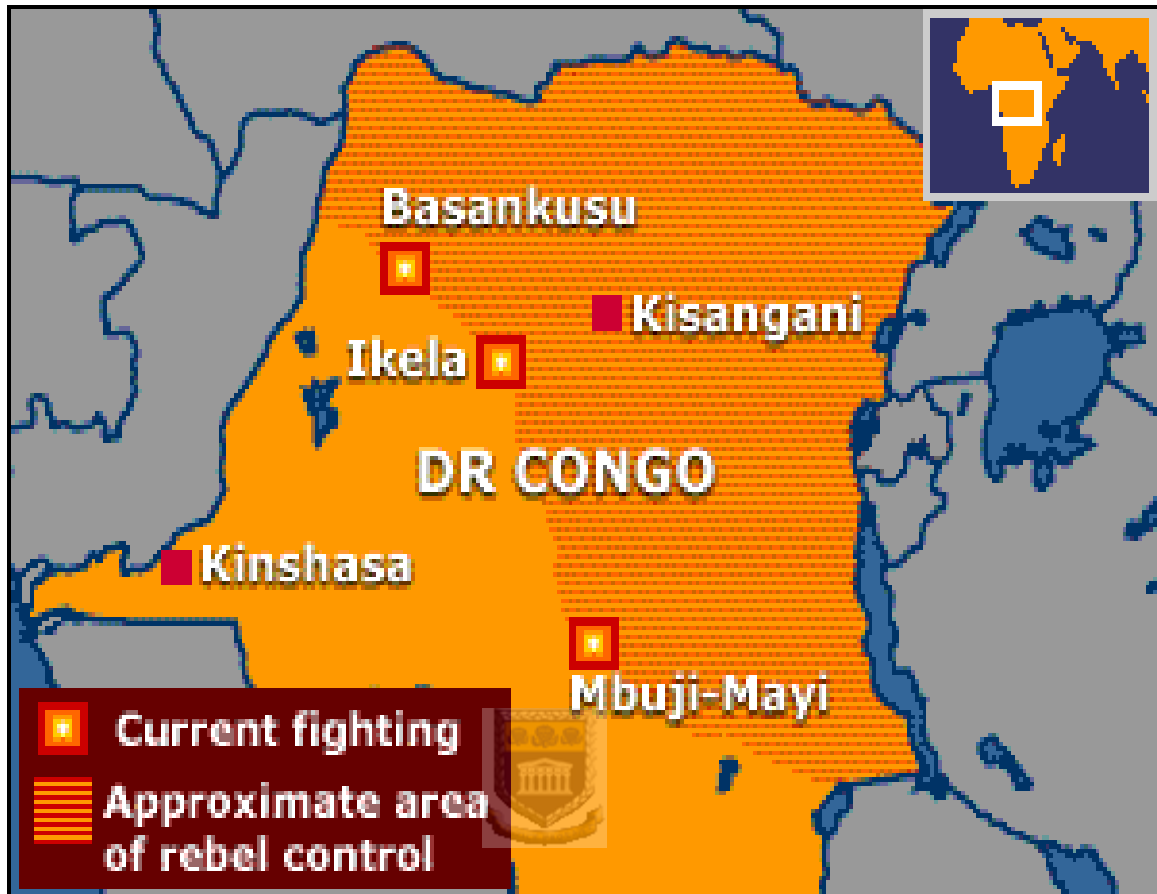 Basankusu
Kisangani
Ikela
DR CONGO
Kinshasa
Mbuji-Mayi
Current fighting
Approximate area
of rebel control